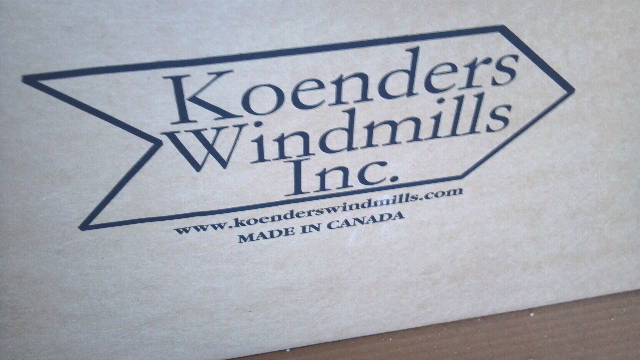 Koenders
Windmills
Inc.
www.koenderswindmills.com
MADE IN CANADA